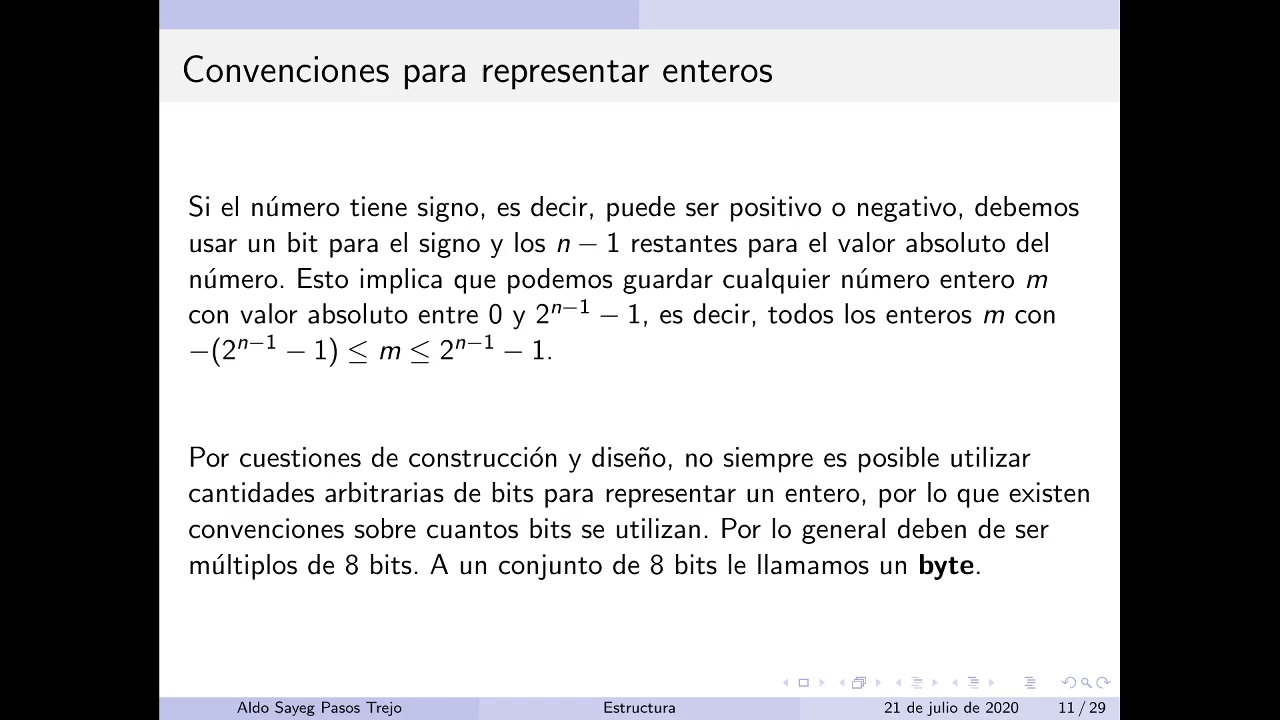 Convenciones para representar enteros
Si el número tiene signo, es decir, puede ser positivo o negativo, debemos
usar un bit para el signo y los n − 1 restantes para el valor absoluto del
número. Esto implica que podemos guardar cualquier número entero m
con valor absoluto entre 0 y 2^{n−1} − 1, es decir, todos los enteros m con
−(2^{n−1} − 1) ≤ m ≤ 2^{n−1} − 1.
Por cuestiones de construcción y diseño, no siempre es posible utilizar
cantidades arbitrarias de bits para representar un entero, por lo que existen
convenciones sobre cuantos bits se utilizan. Por lo general deben de ser
múltiplos de 8 bits. A un conjunto de 8 bits le llamamos un byte.
Aldo Sayeg Pasos Trejo Estructura 21 de julio de 2020 11 / 29